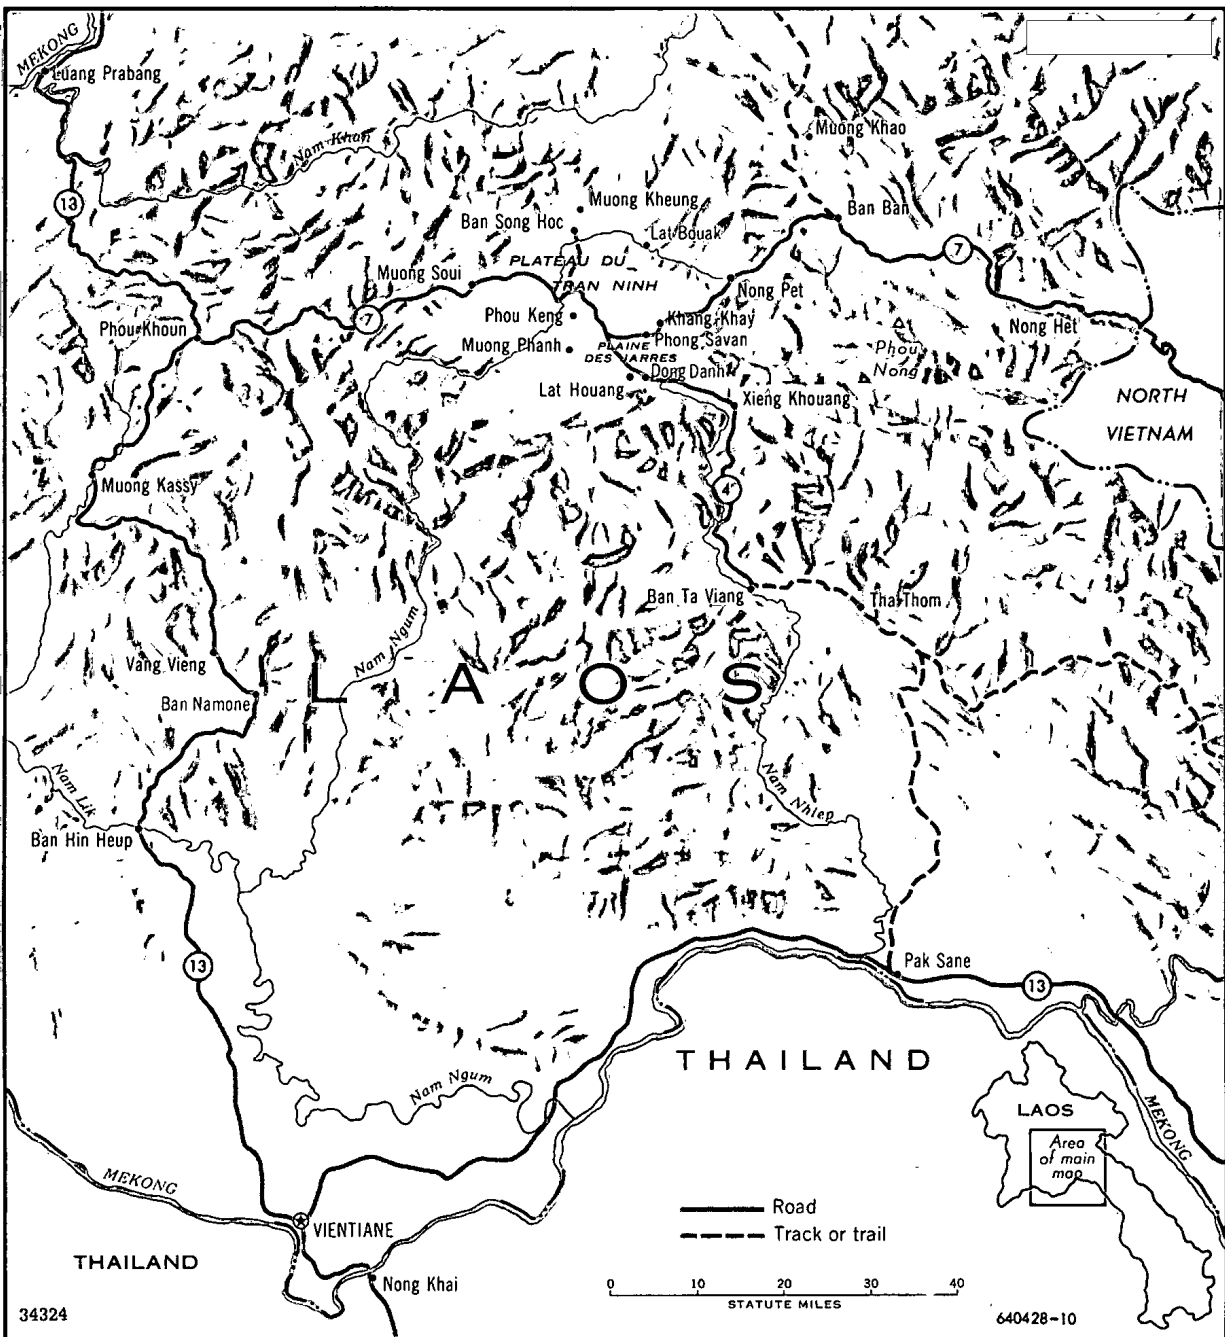 MEKONG
Luang Prabang
Nam Khan
Muong Khao
13
Muong Kheung
Ban Ban
Ban Song Hoc
Lat Bouak
7
PLATEAU DU
TRAN NINH
Muong Soui
Nong Pet
7
Phou Keng
Khang Khay
Phou Khoun
Nong Het
Muong Phanh
PLAINE
DES JARRES
Phong Savan
Phou
Nong
Dong Danh
Lat Houang
Xieng Khouang
NORTH
VIETNAM
Muong Kassy
4
Ban Ta Viang
Tha Thom
Nam Ngum
Vang Vieng
LAOS
Ban Namone
Nam Lik
Nam Nhiep
Ban Hin Heup
13
Pak Sane
13
THAILAND
Nam Ngum
LAOS
MEKONG
Area
of main
map
MEKONG
Road
VIENTIANE
Track or trail
THAILAND
Nong Khai
0 10 20 30 40
STATUTE MILES
34324
640428-10